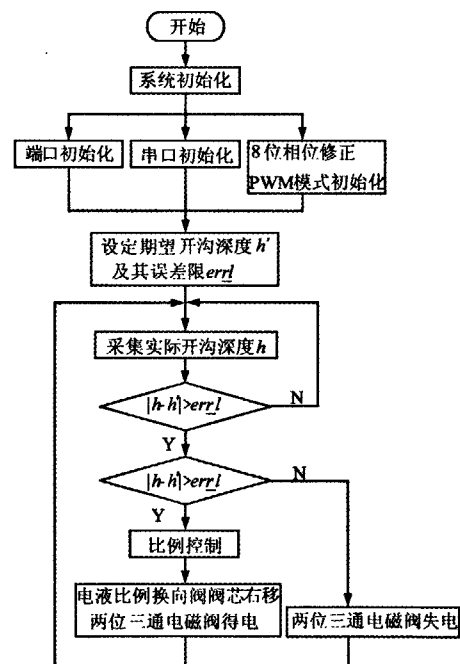 开始
系统初始化
端口初始化
串口初始化
8位相位修正
PWM模式初始化
设定期望开沟深度h'
及其误差限err_l
采集实际开沟深度h
|h-h'|>err_l
N
Y
|h-h'|>err_l
N
Y
比例控制
电液比例换向阀阀芯右移
两位三通电磁阀得电
两位三通电磁阀失电